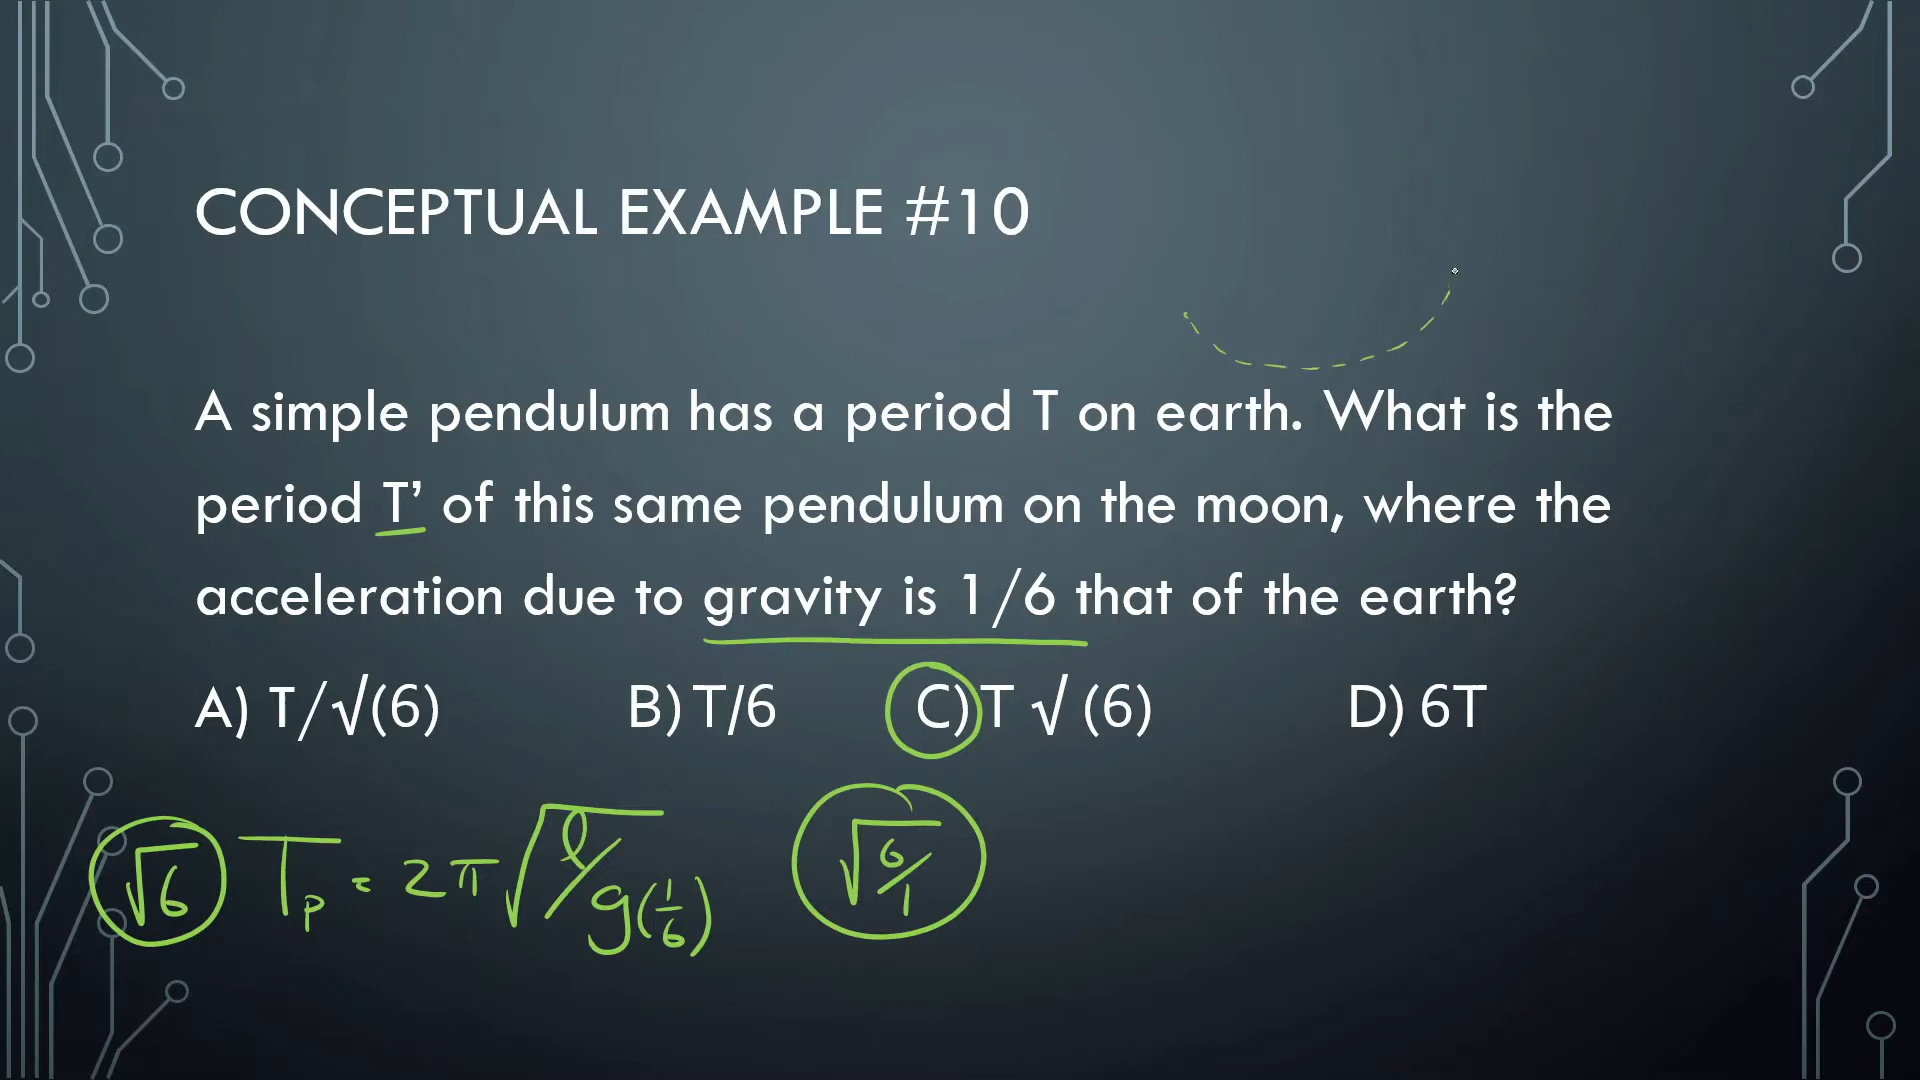 CONCEPTUAL EXAMPLE #10
A simple pendulum has a period T on earth. What is the
period T’ of this same pendulum on the moon, where the
acceleration due to gravity is 1/6 that of the earth?
A) T/√(6) B) T/6 C) T √ (6) D) 6T
√6 Tp = 2π√l/g(1/6) √6/1